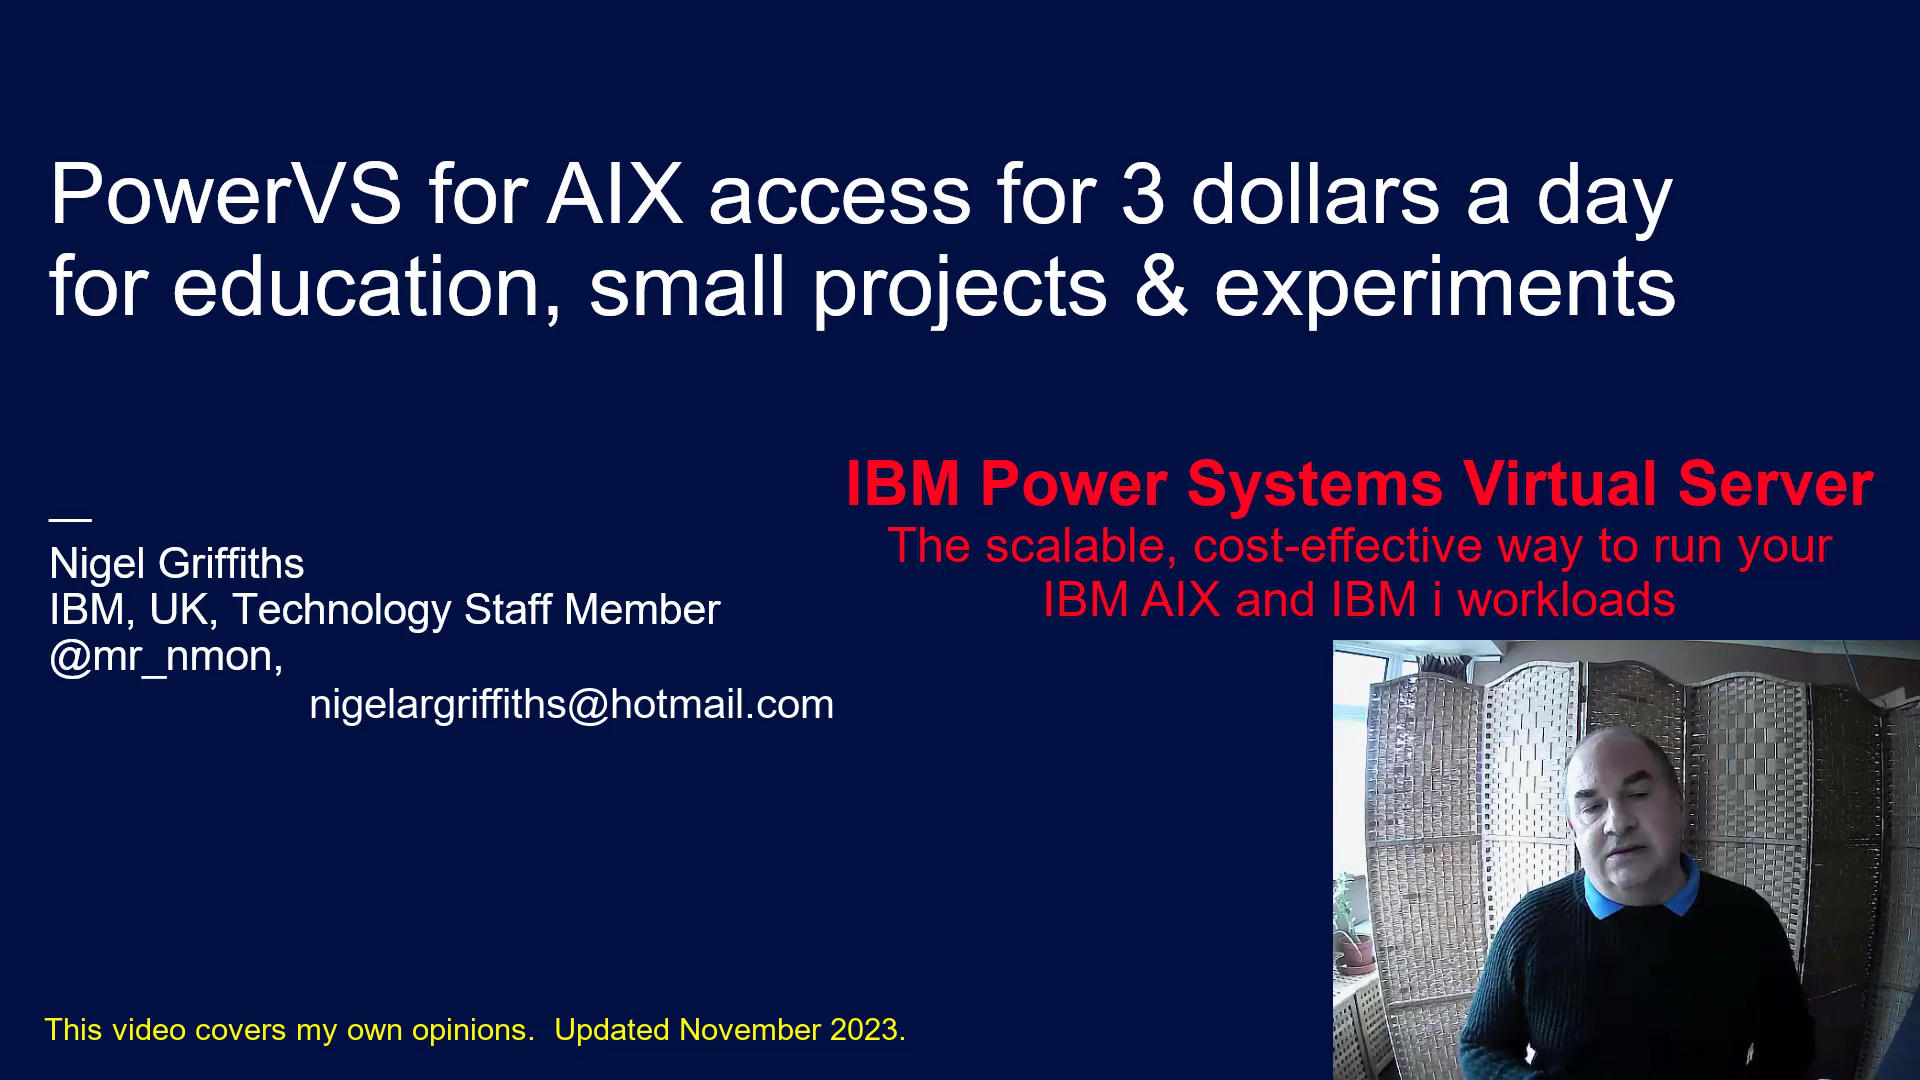 PowerVS for AIX access for 3 dollars a day
for education, small projects & experiments
IBM Power Systems Virtual Server
The scalable, cost-effective way to run your
IBM AIX and IBM i workloads
Nigel Griffiths
IBM, UK, Technology Staff Member
@mr_nmon,
nigelargriffiths@hotmail.com
This video covers my own opinions.  Updated November 2023.